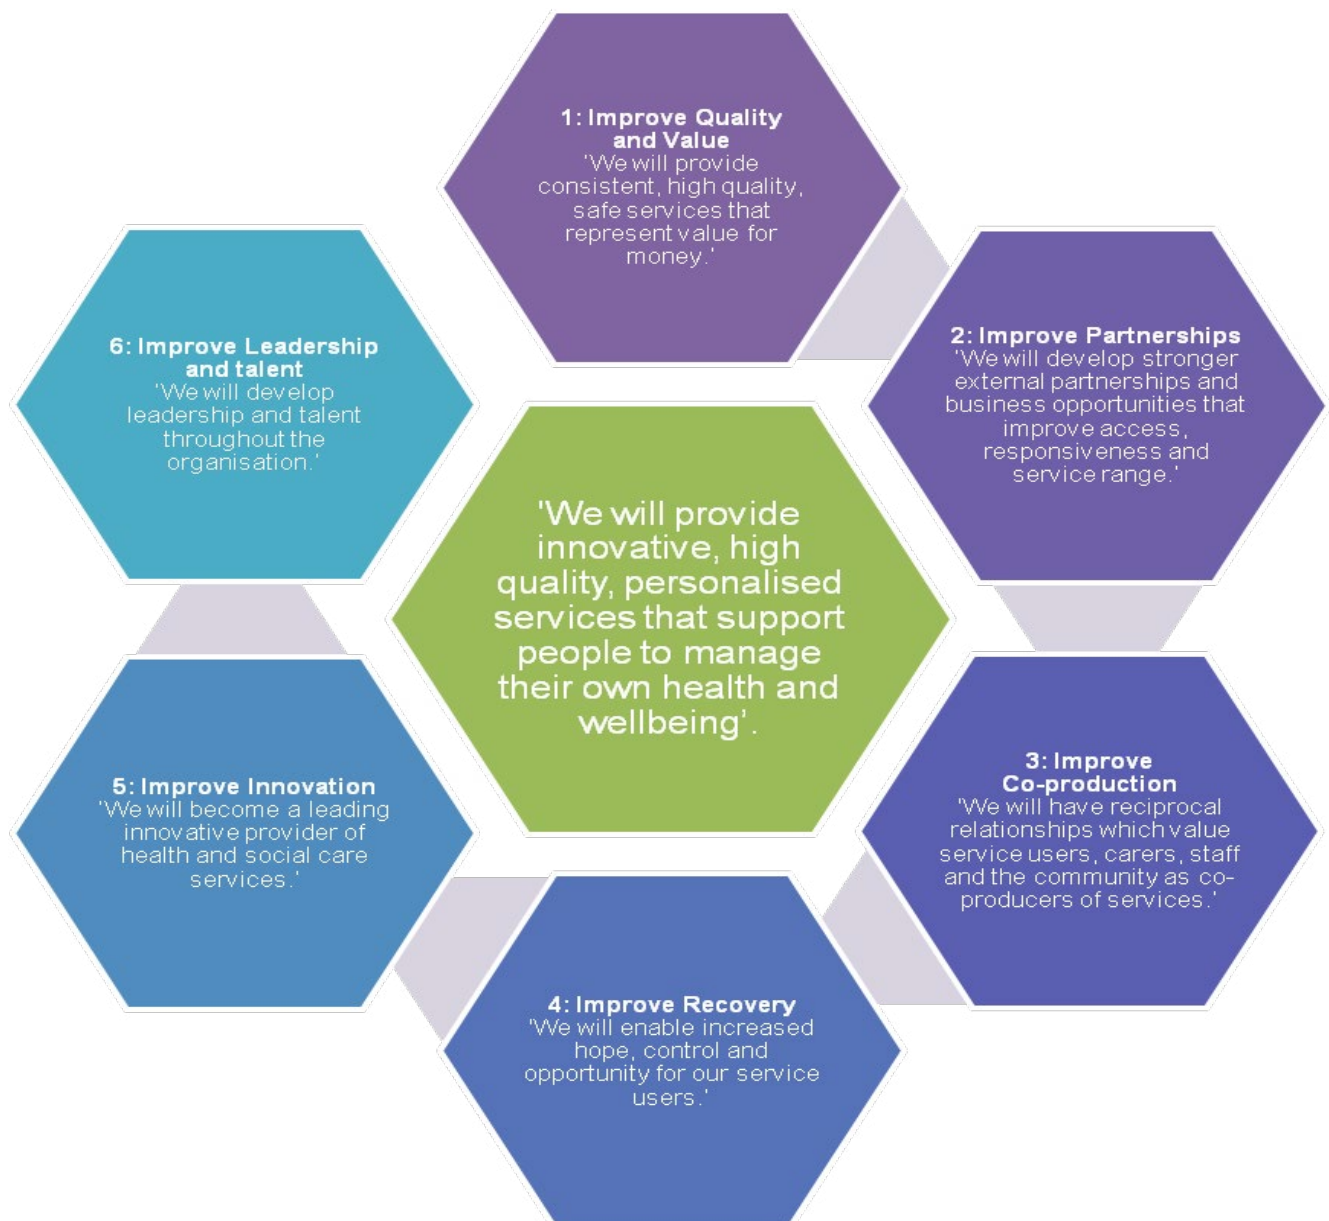 1: Improve Quality
and Value
'We will provide
consistent, high quality,
safe services that
represent value for
money.'
2: Improve Partnerships
'We will develop stronger
external partnerships and
business opportunities that
improve access,
responsiveness and
service range.'
3: Improve
Co-production
'We will have reciprocal
relationships which value
service users, carers, staff
and the community as co-
producers of services.'
4: Improve Recovery
'We will enable increased
hope, control and
opportunity for our service
users.'
5: Improve Innovation
'We will become a leading
innovative provider of
health and social care
services.'
6: Improve Leadership
and talent
'We will develop
leadership and talent
throughout the
organisation.'
'We will provide
innovative, high
quality, personalised
services that support
people to manage
their own health and
wellbeing'.